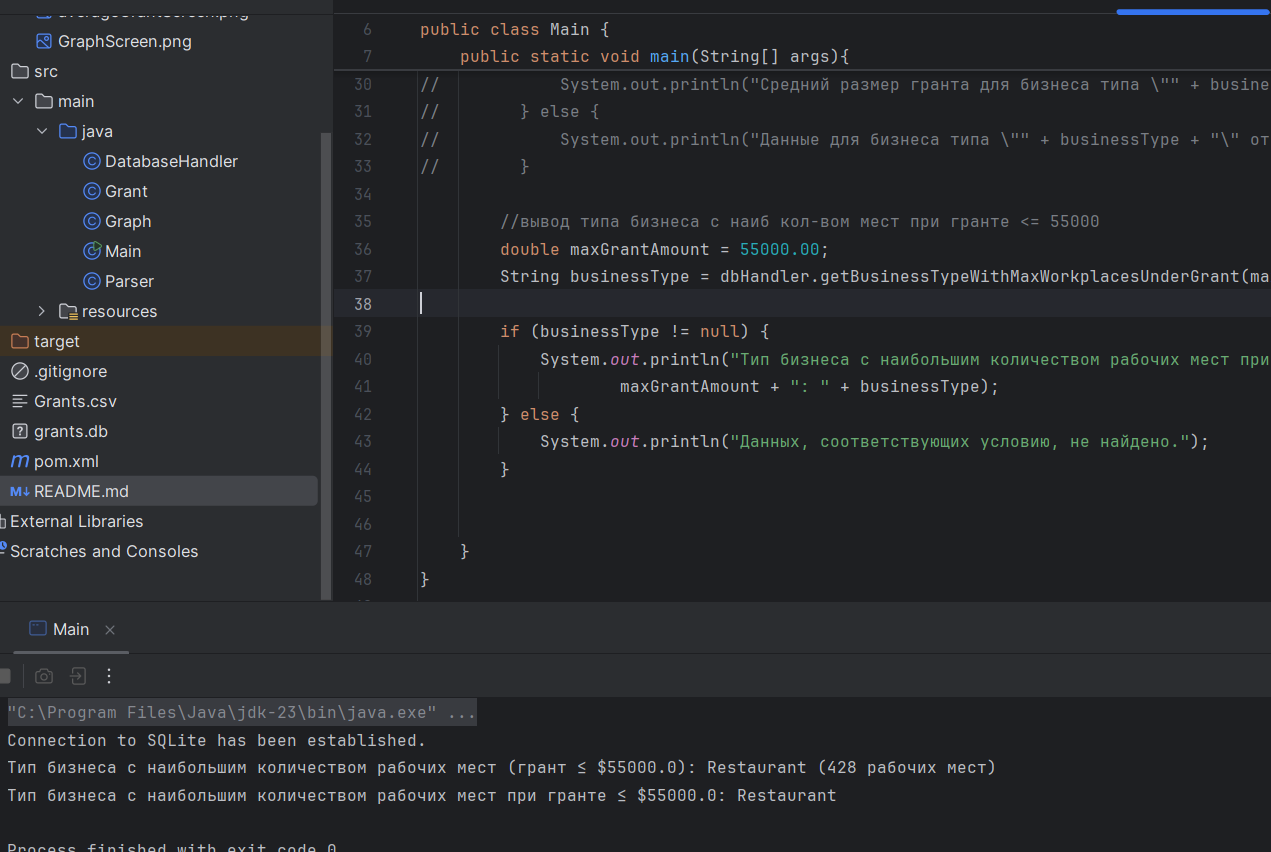 GraphScreen.png
src
main
java
DatabaseHandler
Grant
Graph
Main
Parser
resources
target
.gitignore
Grants.csv
grants.db
pom.xml
README.md
External Libraries
Scratches and Consoles
6 public class Main {
7 public static void main(String[] args){
30 // System.out.println("Средний размер гранта для бизнеса типа \"" + busine
31 // } else {
32 // System.out.println("Данные для бизнеса типа \"" + businessType + "\" от
33 // }
34
35 //вывод типа бизнеса с наиб кол-вом мест при гранте <= 55000
36 double maxGrantAmount = 55000.00;
37 String businessType = dbHandler.getBusinessTypeWithMaxWorkplacesUnderGrant(ma
38
39 if (businessType != null) {
40 System.out.println("Тип бизнеса с наибольшим количеством рабочих мест при
41 maxGrantAmount + ": " + businessType);
42 } else {
43 System.out.println("Данных, соответствующих условию, не найдено.");
44 }
45
46
47 }
48 }
Main
"C:\Program Files\Java\jdk-23\bin\java.exe" ...
Connection to SQLite has been established.
Тип бизнеса с наибольшим количеством рабочих мест (грант ≤ $55000.0): Restaurant (428 рабочих мест)
Тип бизнеса с наибольшим количеством рабочих мест при гранте ≤ $55000.0: Restaurant
Process finished with exit code 0